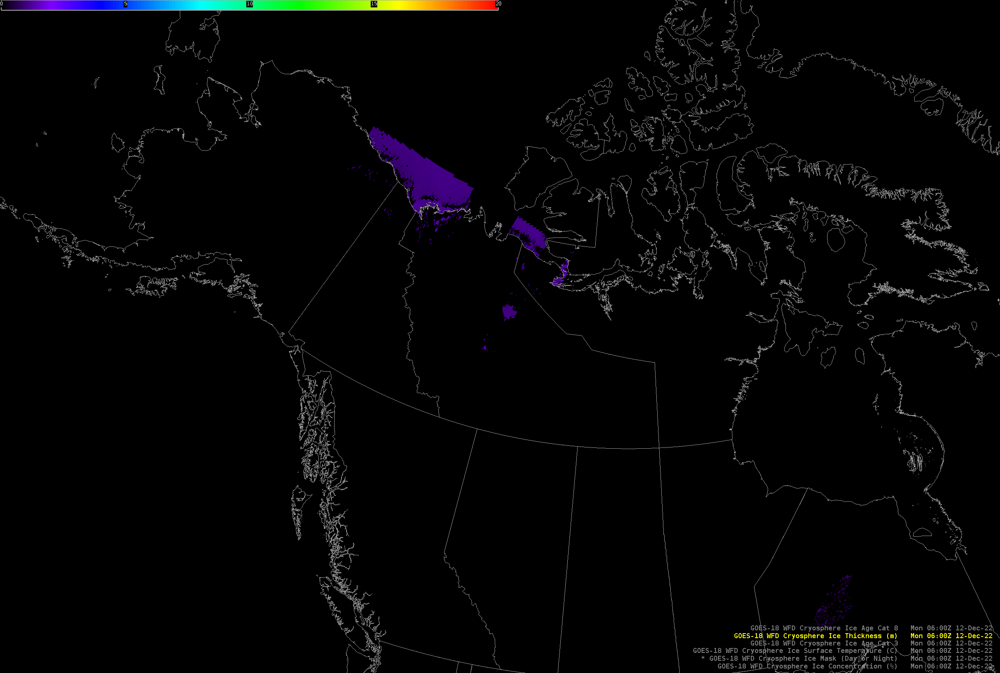 0 5 10 15 20
GOES-18 WFD Cryosphere Ice Age Cat 8 Mon 06:00Z 12-Dec-22
GOES-18 WFD Cryosphere Ice Thickness (m) Mon 06:00Z 12-Dec-22
GOES-18 WFD Cryosphere Ice Age Cat 3 Mon 06:00Z 12-Dec-22
GOES-18 WFD Cryosphere Ice Surface Temperature (C) Mon 06:00Z 12-Dec-22
* GOES-18 WFD Cryosphere Ice Mask (Day)or Night) Mon 06:00Z 12-Dec-22
GOES-18 WFD Cryosphere Ice Concentration (%) Mon 06:00Z 12-Dec-22